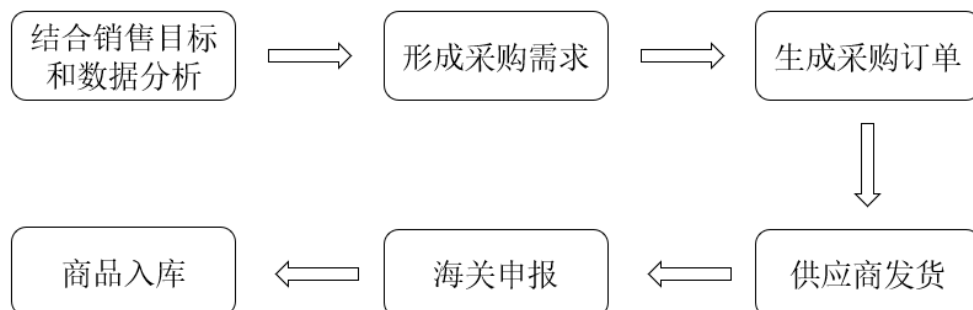 结合销售目标
和数据分析
形成采购需求
生成采购订单
供应商发货
海关申报
商品入库